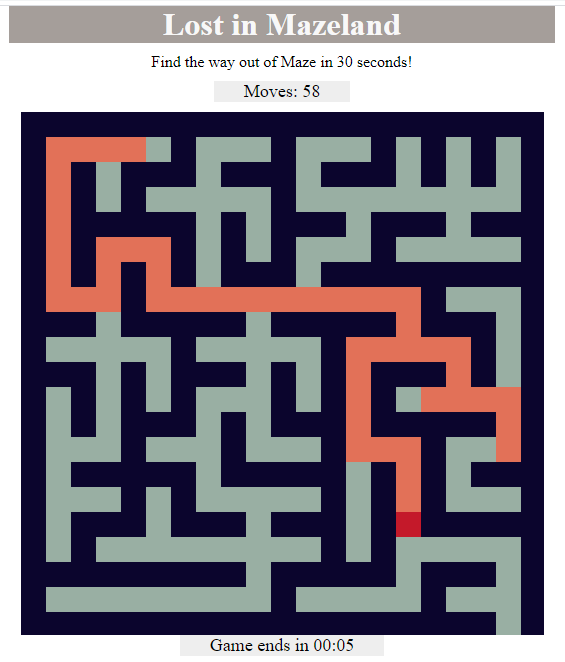 Lost in Mazeland
Find the way out of Maze in 30 seconds!
Moves: 58
Game ends in 00:05